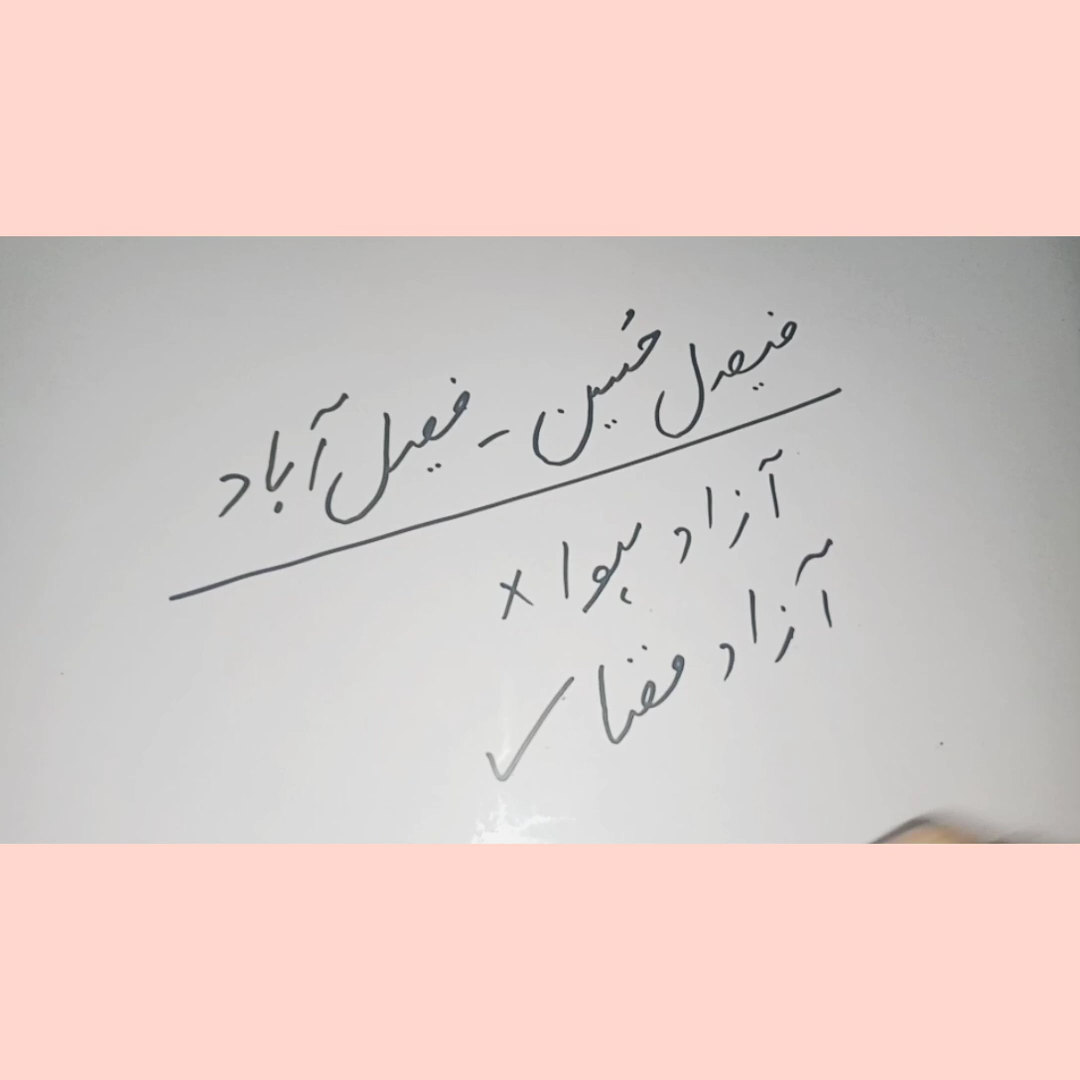 فیصل حُسین - فیصل آباد
آزاد ہوا ×
آزاد فضا ✓